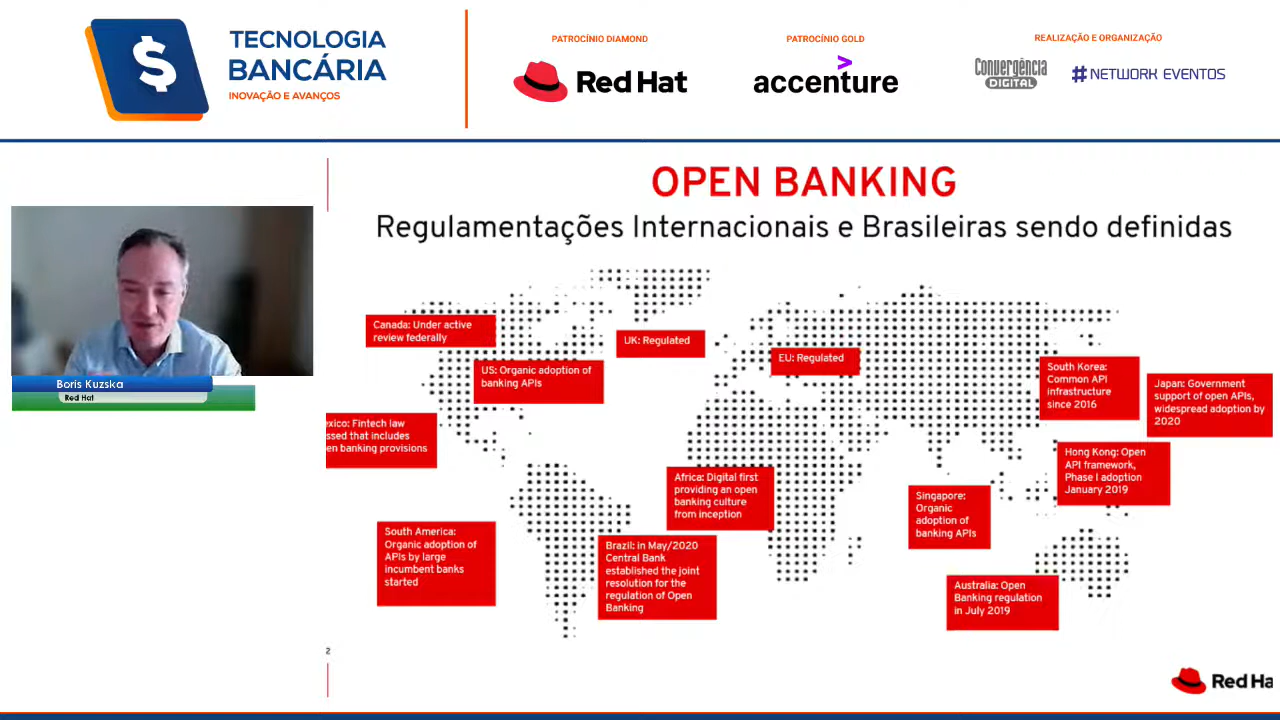 TECNOLOGIA
BANCÁRIA
INOVAÇÃO E AVANÇOS
PATROCÍNIO DIAMOND
Red Hat
PATROCÍNIO GOLD
accenture
REALIZAÇÃO E ORGANIZAÇÃO
Convergência
DIGITAL
#NETWORK EVENTOS
Boris Kuzska
Red Hat
OPEN BANKING
Regulamentações Internacionais e Brasileiras sendo definidas
Canada: Under active
review federally
US: Organic adoption of
banking APIs
UK: Regulated
EU: Regulated
South Korea:
Common API
infrastructure
since 2016
Japan: Government
support of open APIs,
widespread adoption by
2020
exico: Fintech law
ssed that includes
en banking provisions
Africa: Digital first
providing an open
banking culture
from inception
Hong Kong: Open
API framework,
Phase I adoption
January 2019
Singapore:
Organic
adoption of
banking APIs
South America:
Organic adoption of
APIs by large
incumbent banks
started
Brazil: in May/2020
Central Bank
established the joint
resolution for the
regulation of Open
Banking
Australia: Open
Banking regulation
in July 2019
2
Red Ha